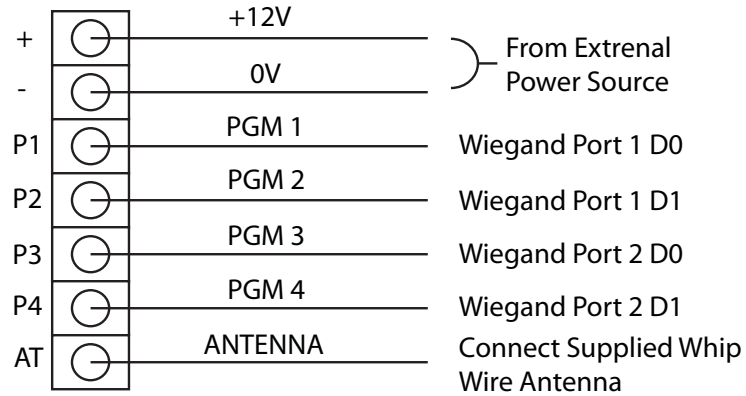 + +12V From Extrenal
- 0V Power Source
P1 PGM 1 Wiegand Port 1 D0
P2 PGM 2 Wiegand Port 1 D1
P3 PGM 3 Wiegand Port 2 D0
P4 PGM 4 Wiegand Port 2 D1
AT ANTENNA Connect Supplied Whip
Wire Antenna